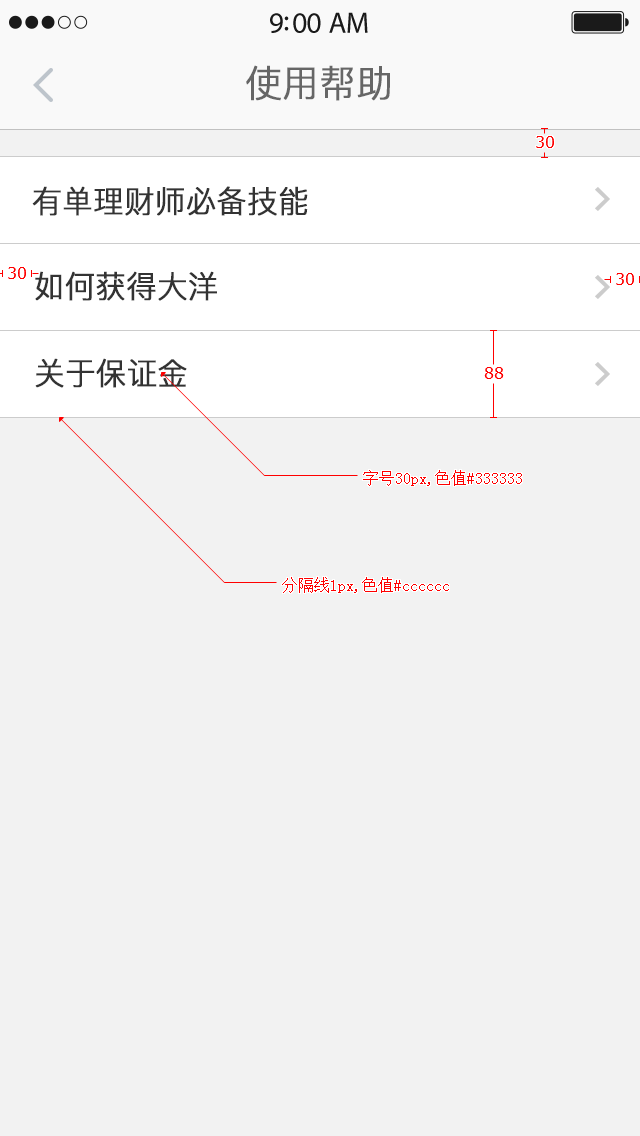 9:00 AM
使用帮助
30
有单理财师必备技能
30
如何获得大洋
30
关于保证金
88
字号30px,色值#333333
分隔线1px,色值#cccccc